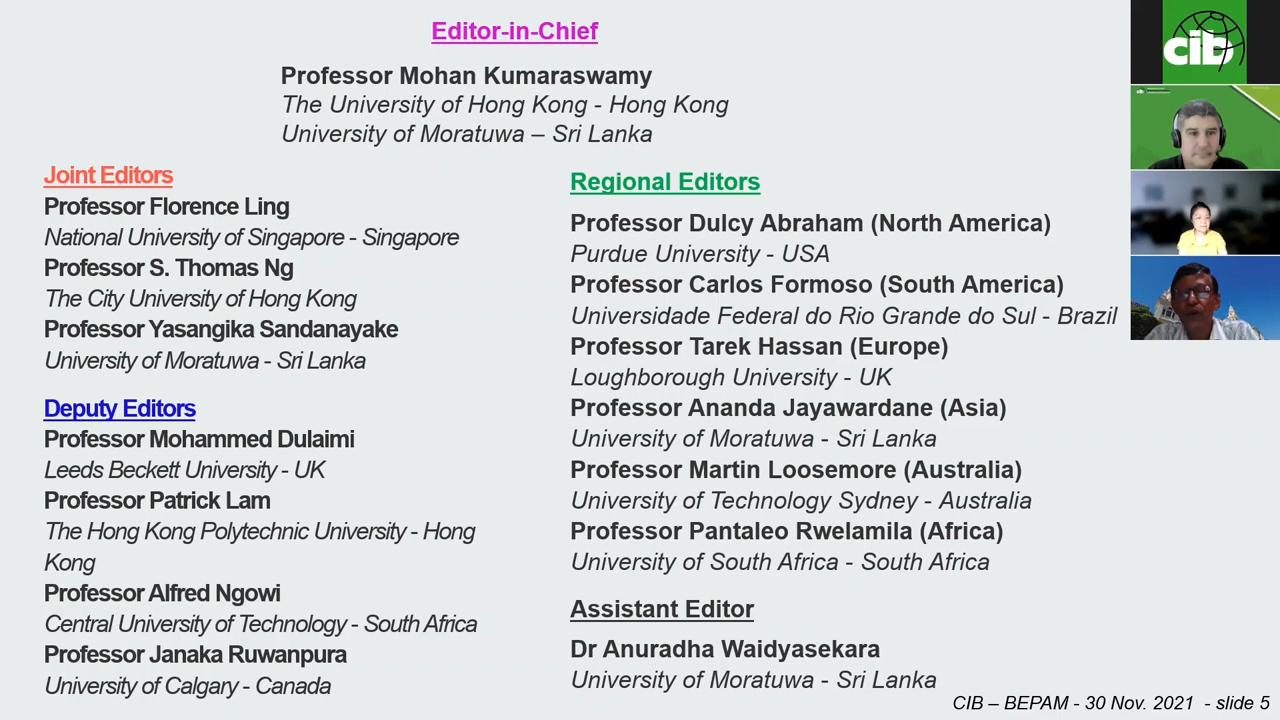 Editor-in-Chief
Professor Mohan Kumaraswamy
The University of Hong Kong - Hong Kong
University of Moratuwa – Sri Lanka
Joint Editors
Professor Florence Ling
National University of Singapore - Singapore
Professor S. Thomas Ng
The City University of Hong Kong
Professor Yasangika Sandanayake
University of Moratuwa - Sri Lanka
Deputy Editors
Professor Mohammed Dulaimi
Leeds Beckett University - UK
Professor Patrick Lam
The Hong Kong Polytechnic University - Hong
Kong
Professor Alfred Ngowi
Central University of Technology - South Africa
Professor Janaka Ruwanpura
University of Calgary - Canada
Regional Editors
Professor Dulcy Abraham (North America)
Purdue University - USA
Professor Carlos Formoso (South America)
Universidade Federal do Rio Grande do Sul - Brazil
Professor Tarek Hassan (Europe)
Loughborough University - UK
Professor Ananda Jayawardane (Asia)
University of Moratuwa - Sri Lanka
Professor Martin Loosemore (Australia)
University of Technology Sydney - Australia
Professor Pantaleo Rwelamila (Africa)
University of South Africa - South Africa
Assistant Editor
Dr Anuradha Waidyasekara
University of Moratuwa - Sri Lanka
CIB – BEPAM - 30 Nov. 2021 - slide 5
cib